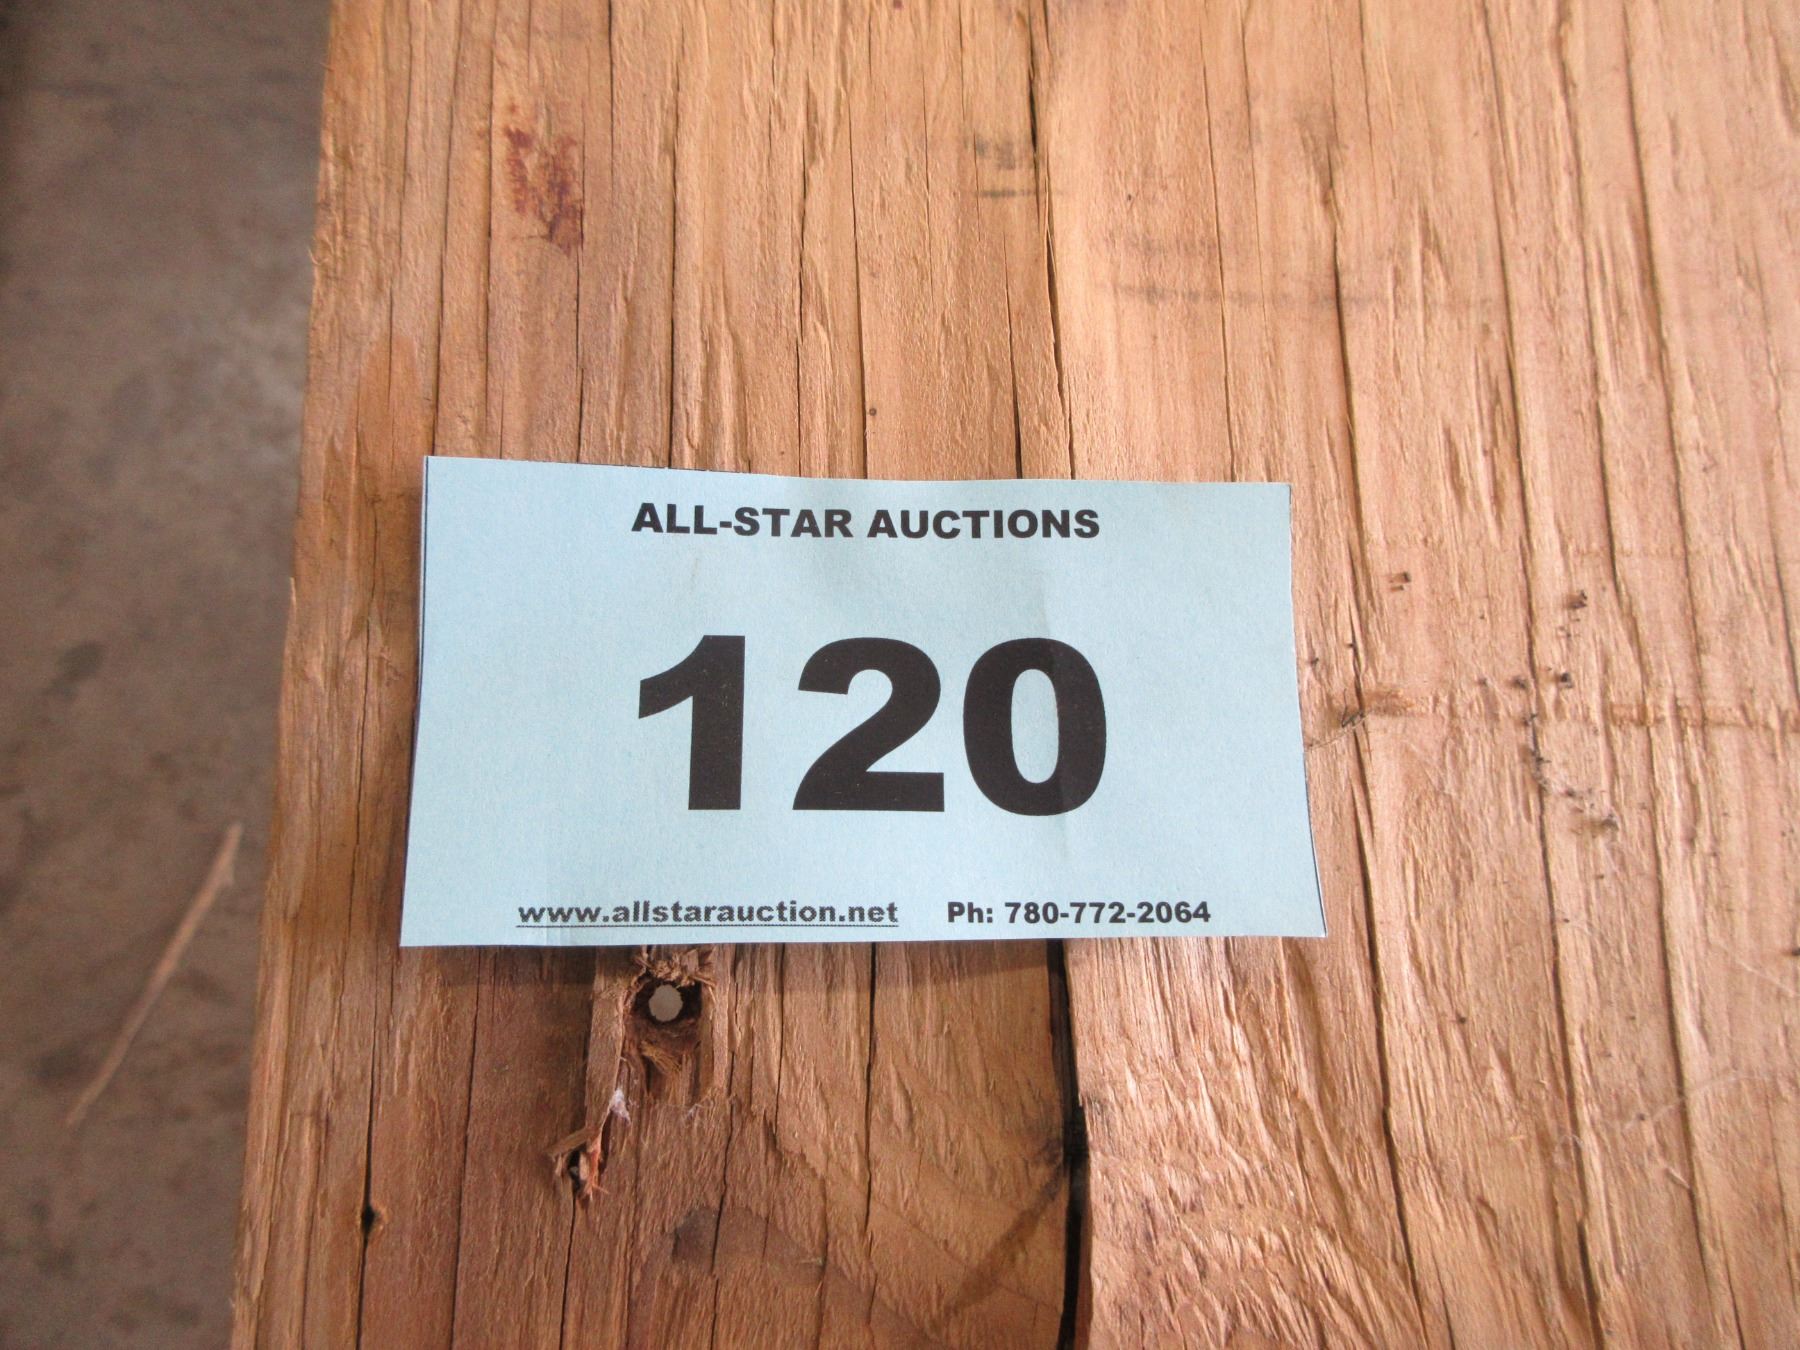 ALL-STAR AUCTIONS
120
www.allstarauction.net Ph: 780-772-2064